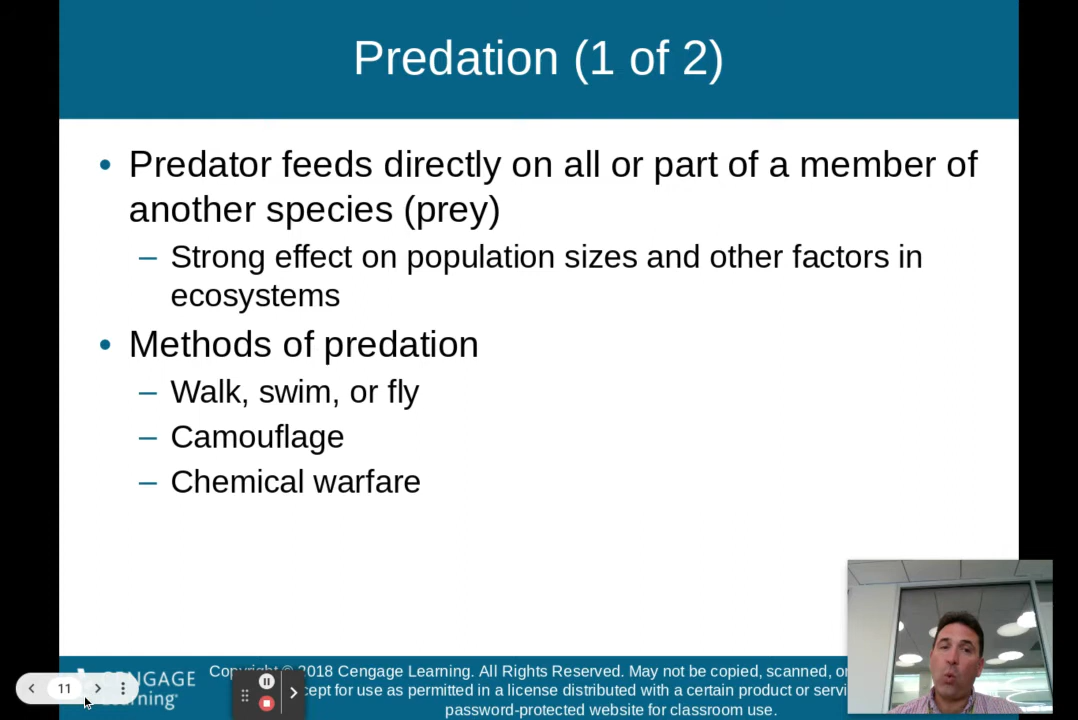 Predation (1 of 2)
• Predator feeds directly on all or part of a member of
another species (prey)
– Strong effect on population sizes and other factors in
ecosystems
• Methods of predation
– Walk, swim, or fly
– Camouflage
– Chemical warfare
Copyright © 2018 Cengage Learning. All Rights Reserved. May not be copied, scanned, or
for use as permitted in a license distributed with a certain product or
password-protected website for classroom use.
CENGAGE
11